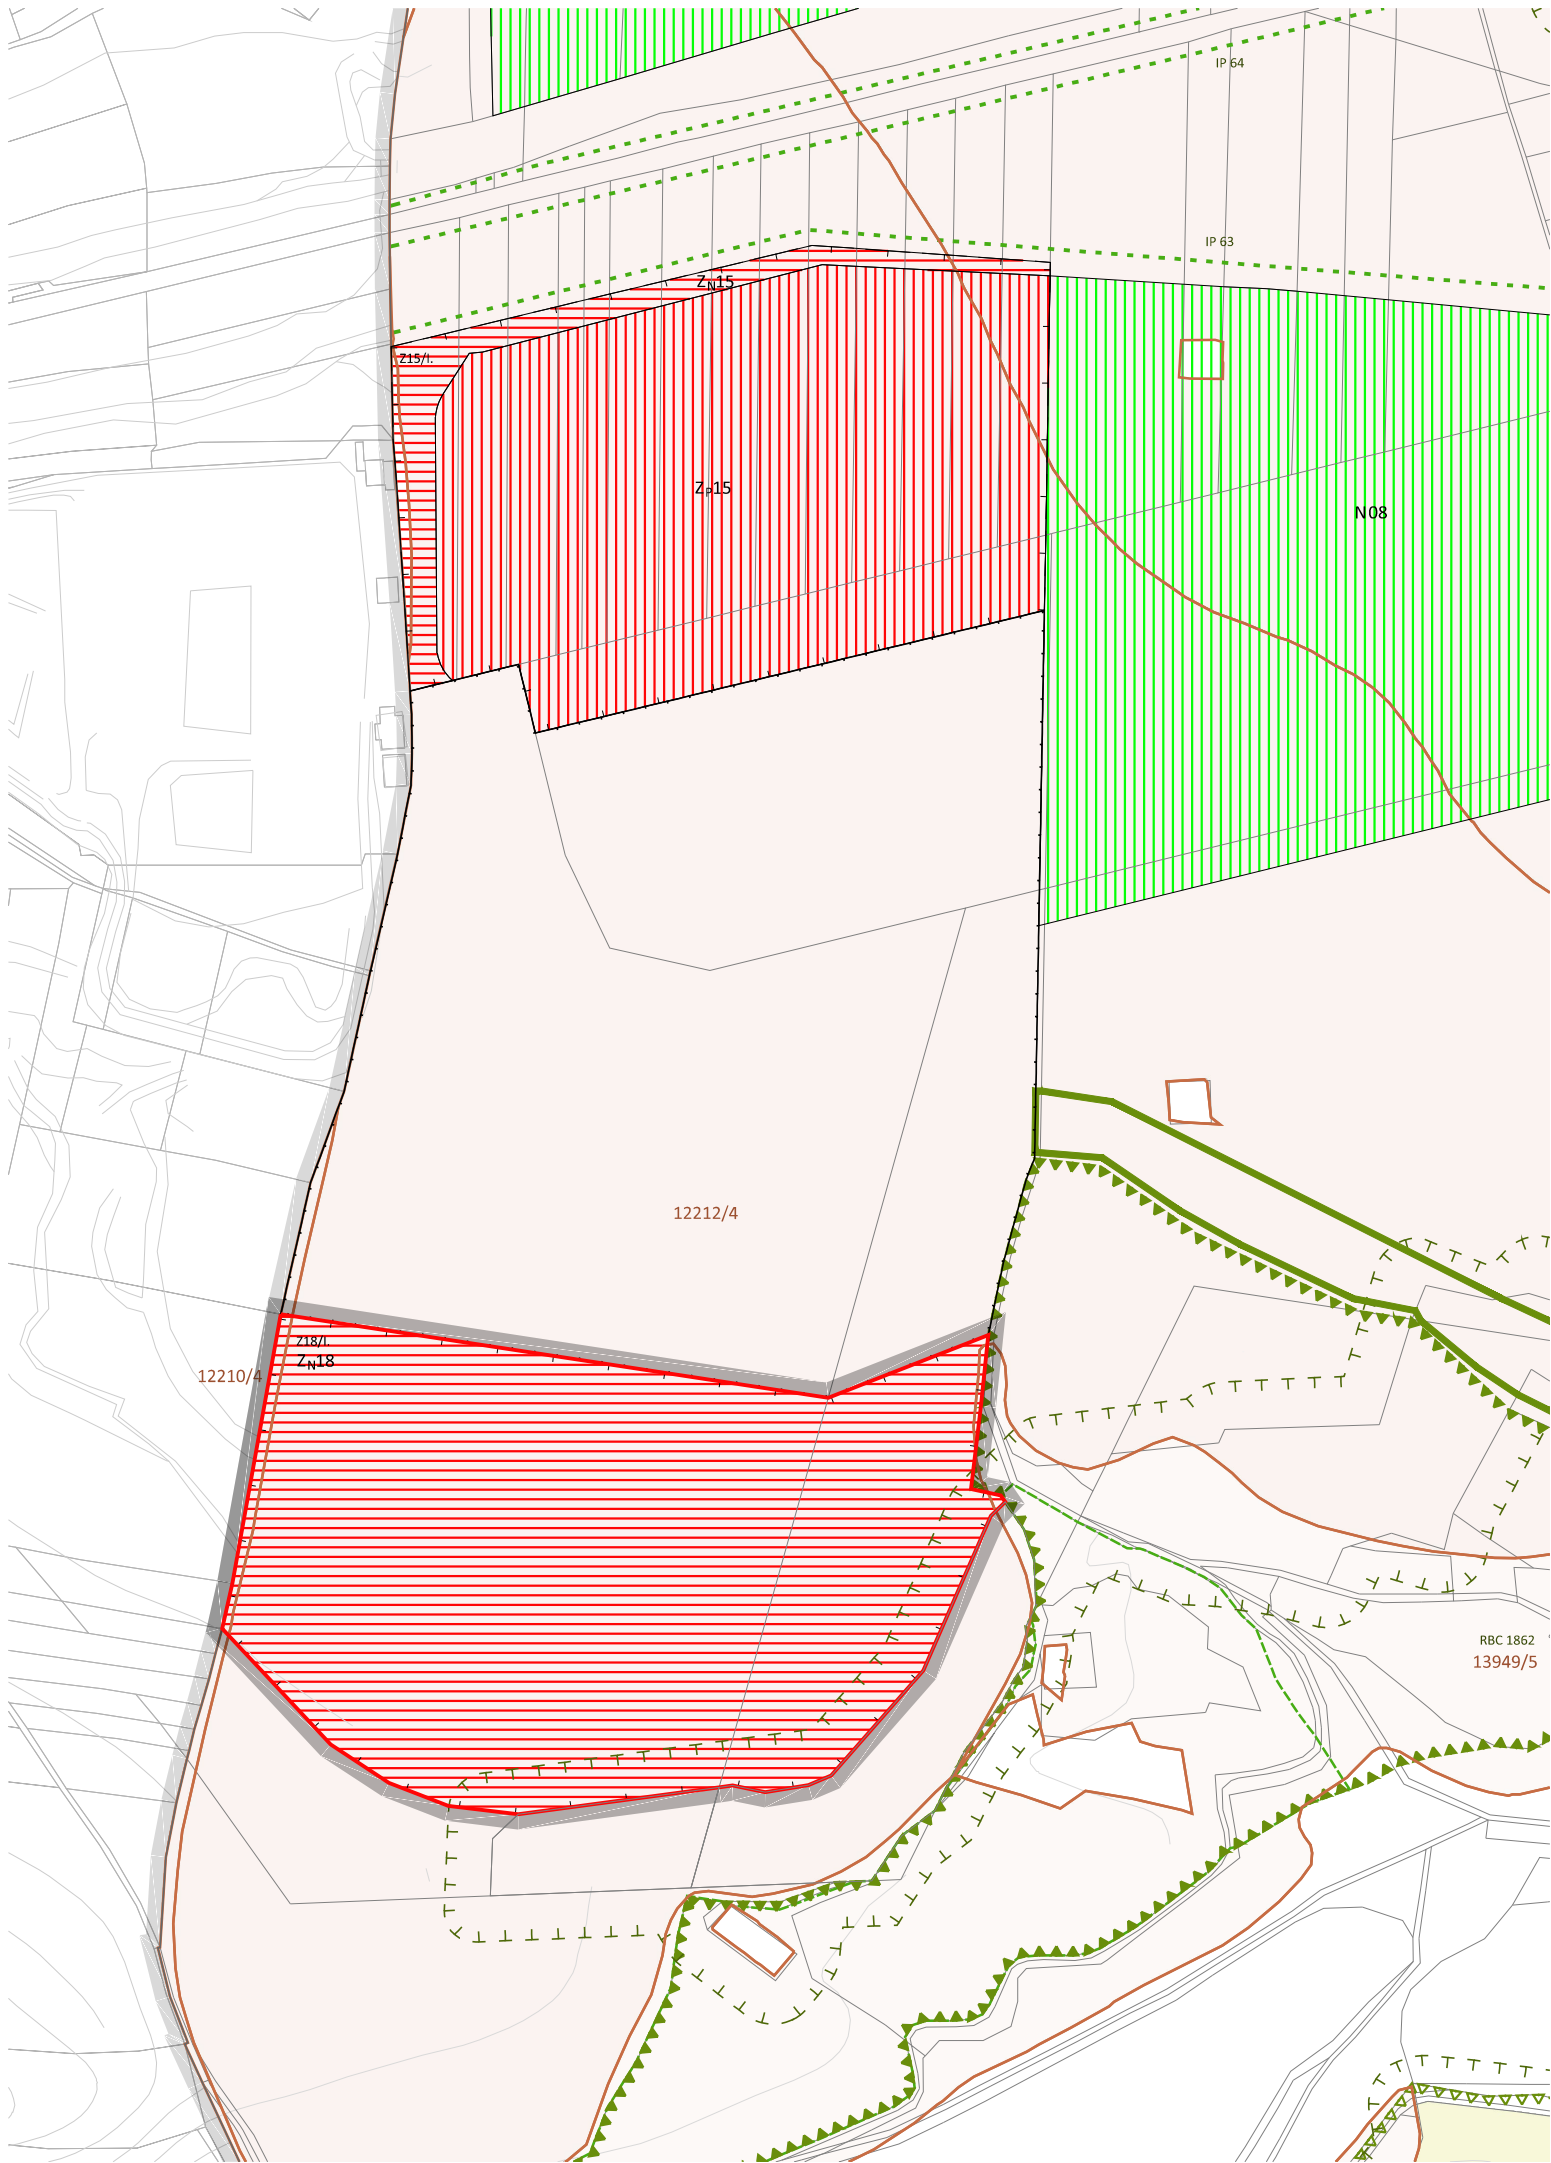 IP 64
IP 63
ZN15
Z15/I.
ZP15
N08
12212/4
Z18/I.
ZN18
12210/4
RBC 1862
13949/5